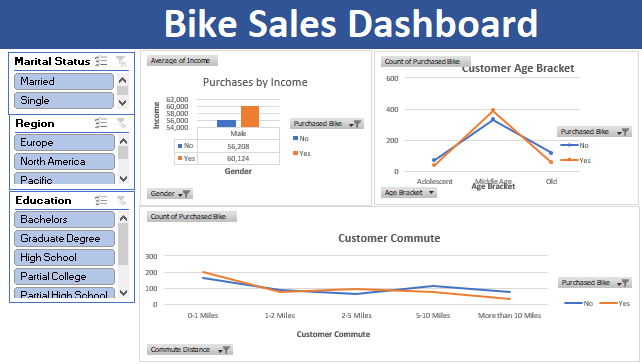 Bike Sales Dashboard
Marital Status
Married
Single
Region
Europe
North America
Pacific
Education
Bachelors
Graduate Degree
High School
Partial College
Partial High School
Average of Income
Purchases by Income
Income
62,000
60,000
58,000
56,000
54,000
Male
No 56,208
Yes 60,124
Gender
Purchased Bike
No
Yes
Gender
Count of Purchased Bike
Customer Age Bracket
600
400
200
0
Adolescent Middle Age Old
Age Bracket
Purchased Bike
No
Yes
Age Bracket
Count of Purchased Bike
Customer Commute
300
200
100
0
0-1 Miles 1-2 Miles 2-5 Miles 5-10 Miles More than 10 Miles
Customer Commute
Purchased Bike
No Yes
Commute Distance